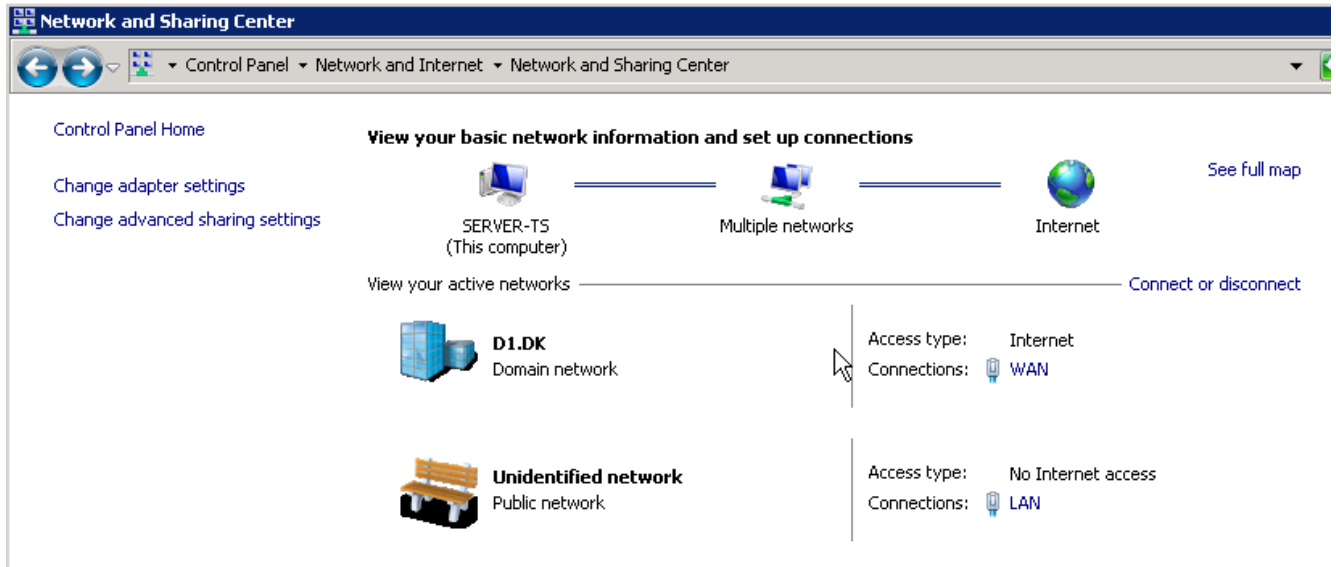 Network and Sharing Center
Control Panel Network and Internet Network and Sharing Center
Control Panel Home
Change adapter settings
Change advanced sharing settings
View your basic network information and set up connections
SERVER-TS
(This computer)
Multiple networks
Internet
See full map
View your active networks
Connect or disconnect
D1.DK
Domain network
Access type: Internet
Connections: WAN
Unidentified network
Public network
Access type: No Internet access
Connections: LAN